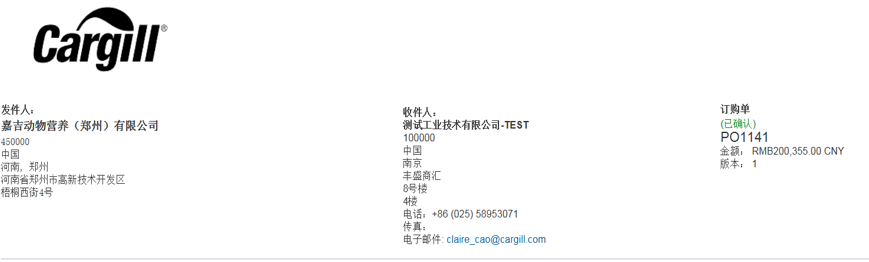 Cargill®
发件人：
嘉吉动物营养（郑州）有限公司
450000
中国
河南，郑州
河南省郑州市高新技术开发区
梧桐西街4号
收件人：
测试工业技术有限公司-TEST
100000
中国
南京
丰盛商汇
8号楼
4楼
电话：+86 (025) 58953071
传真：
电子邮件: claire_cao@cargill.com
订购单
(已确认)
PO1141
金额： RMB200,355.00 CNY
版本： 1